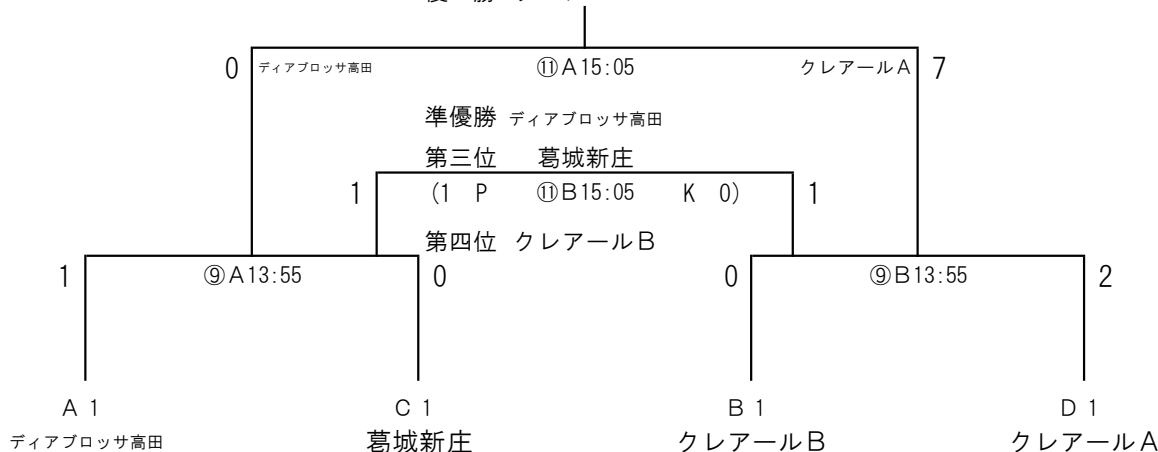 0 ディアブロッサ高田 ⑪A15:05 クレアールA 7
準優勝 ディアブロッサ高田
第三位 葛城新庄
1 (1 P ⑪B15:05 K 0) 1
第四位 クレアールB
1 ⑨A13:55 0 0 ⑨B13:55 2
A1 C1 B1 D1
ディアブロッサ高田 葛城新庄 クレアールB クレアールA